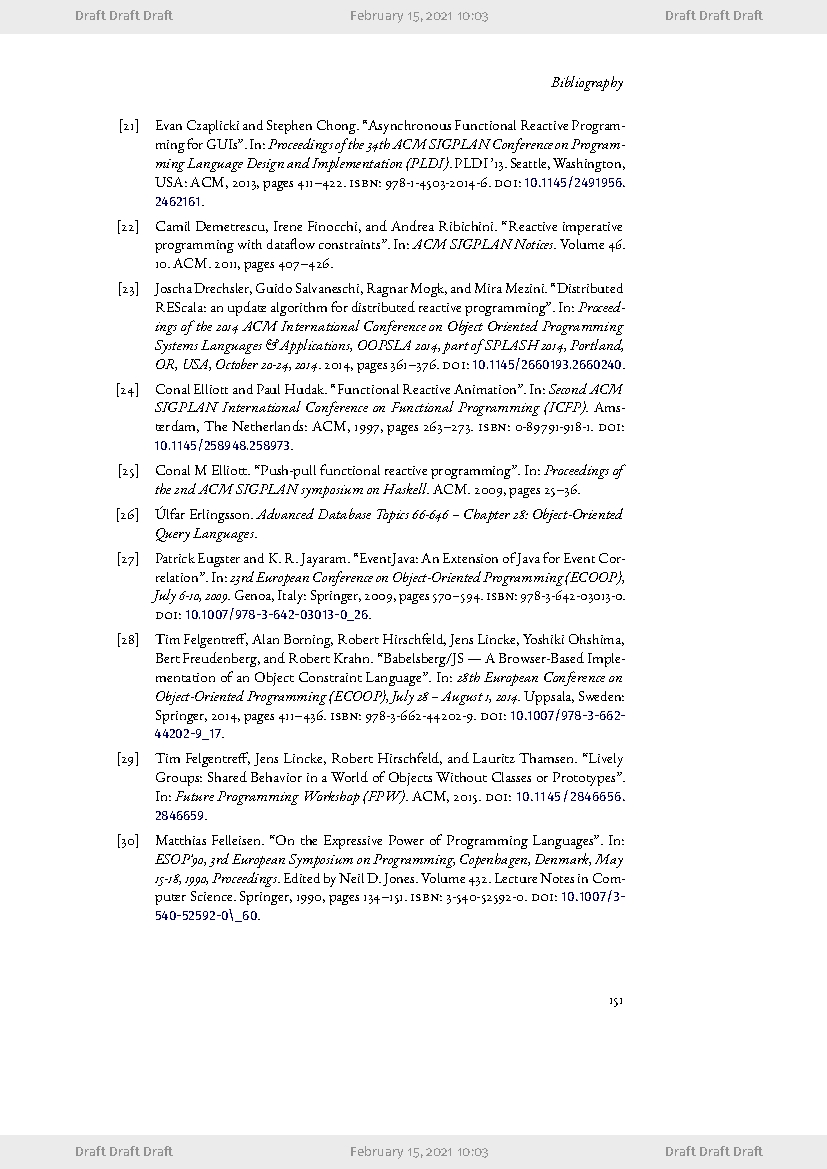 Draft Draft Draft February 15, 2021 10:03 Draft Draft Draft
Bibliography
[21] Evan Czaplicki and Stephen Chong. “Asynchronous Functional Reactive Program-
ming for GUIs”. In: Proceedings of the 34th ACM SIGPLAN Conference on Program-
ming Language Design and Implementation (PLDI). PLDI ’13. Seattle, Washington,
USA: ACM, 2013, pages 411–422. ISBN: 978-1-4503-2014-6. DOI: 10.1145/2491956.
2462161.
[22] Camil Demetrescu, Irene Finocchi, and Andrea Ribichini. “Reactive imperative
programming with dataflow constraints”. In: ACM SIGPLAN Notices. Volume 46.
10. ACM. 2011, pages 407–426.
[23] Joscha Drechsler, Guido Salvaneschi, Ragnar Mogk, and Mira Mezini. “Distributed
REScala: an update algorithm for distributed reactive programming”. In: Proceed-
ings of the 2014 ACM International Conference on Object Oriented Programming
Systems Languages & Applications, OOPSLA 2014, part of SPLASH 2014, Portland,
OR, USA, October 20-24, 2014. 2014, pages 361–376. DOI: 10.1145/2660193.2660240.
[24] Conal Elliott and Paul Hudak. “Functional Reactive Animation”. In: Second ACM
SIGPLAN International Conference on Functional Programming (ICFP). Ams-
terdam, The Netherlands: ACM, 1997, pages 263–273. ISBN: 0-89791-918-1. DOI:
10.1145/258948.258973.
[25] Conal M Elliott. “Push-pull functional reactive programming”. In: Proceedings of
the 2nd ACM SIGPLAN symposium on Haskell. ACM. 2009, pages 25–36.
[26] Úlfar Erlingsson. Advanced Database Topics 66-646 – Chapter 28: Object-Oriented
Query Languages.
[27] Patrick Eugster and K. R. Jayaram. “EventJava: An Extension of Java for Event Cor-
relation”. In: 23rd European Conference on Object-Oriented Programming (ECOOP),
July 6-10, 2009. Genoa, Italy: Springer, 2009, pages 570–594. ISBN: 978-3-642-03013-0.
DOI: 10.1007/978-3-642-03013-0_26.
[28] Tim Felgentreff, Alan Borning, Robert Hirschfeld, Jens Lincke, Yoshiki Ohshima,
Bert Freudenberg, and Robert Krahn. “Babelsberg/JS — A Browser-Based Imple-
mentation of an Object Constraint Language”. In: 28th European Conference on
Object-Oriented Programming (ECOOP), July 28 – August 1, 2014. Uppsala, Sweden:
Springer, 2014, pages 411–436. ISBN: 978-3-662-44202-9. DOI: 10.1007/978-3-662-
44202-9_17.
[29] Tim Felgentreff, Jens Lincke, Robert Hirschfeld, and Lauritz Thamsen. “Lively
Groups: Shared Behavior in a World of Objects Without Classes or Prototypes”.
In: Future Programming Workshop (FPW). ACM, 2015. DOI: 10.1145/2846656.
2846659.
[30] Matthias Felleisen. “On the Expressive Power of Programming Languages”. In:
ESOP’90, 3rd European Symposium on Programming, Copenhagen, Denmark, May
15-18, 1990, Proceedings. Edited by Neil D. Jones. Volume 432. Lecture Notes in Com-
puter Science. Springer, 1990, pages 134–151. ISBN: 3-540-52592-0. DOI: 10.1007/3-
540-52592-0\_60.
151
Draft Draft Draft February 15, 2021 10:03 Draft Draft Draft